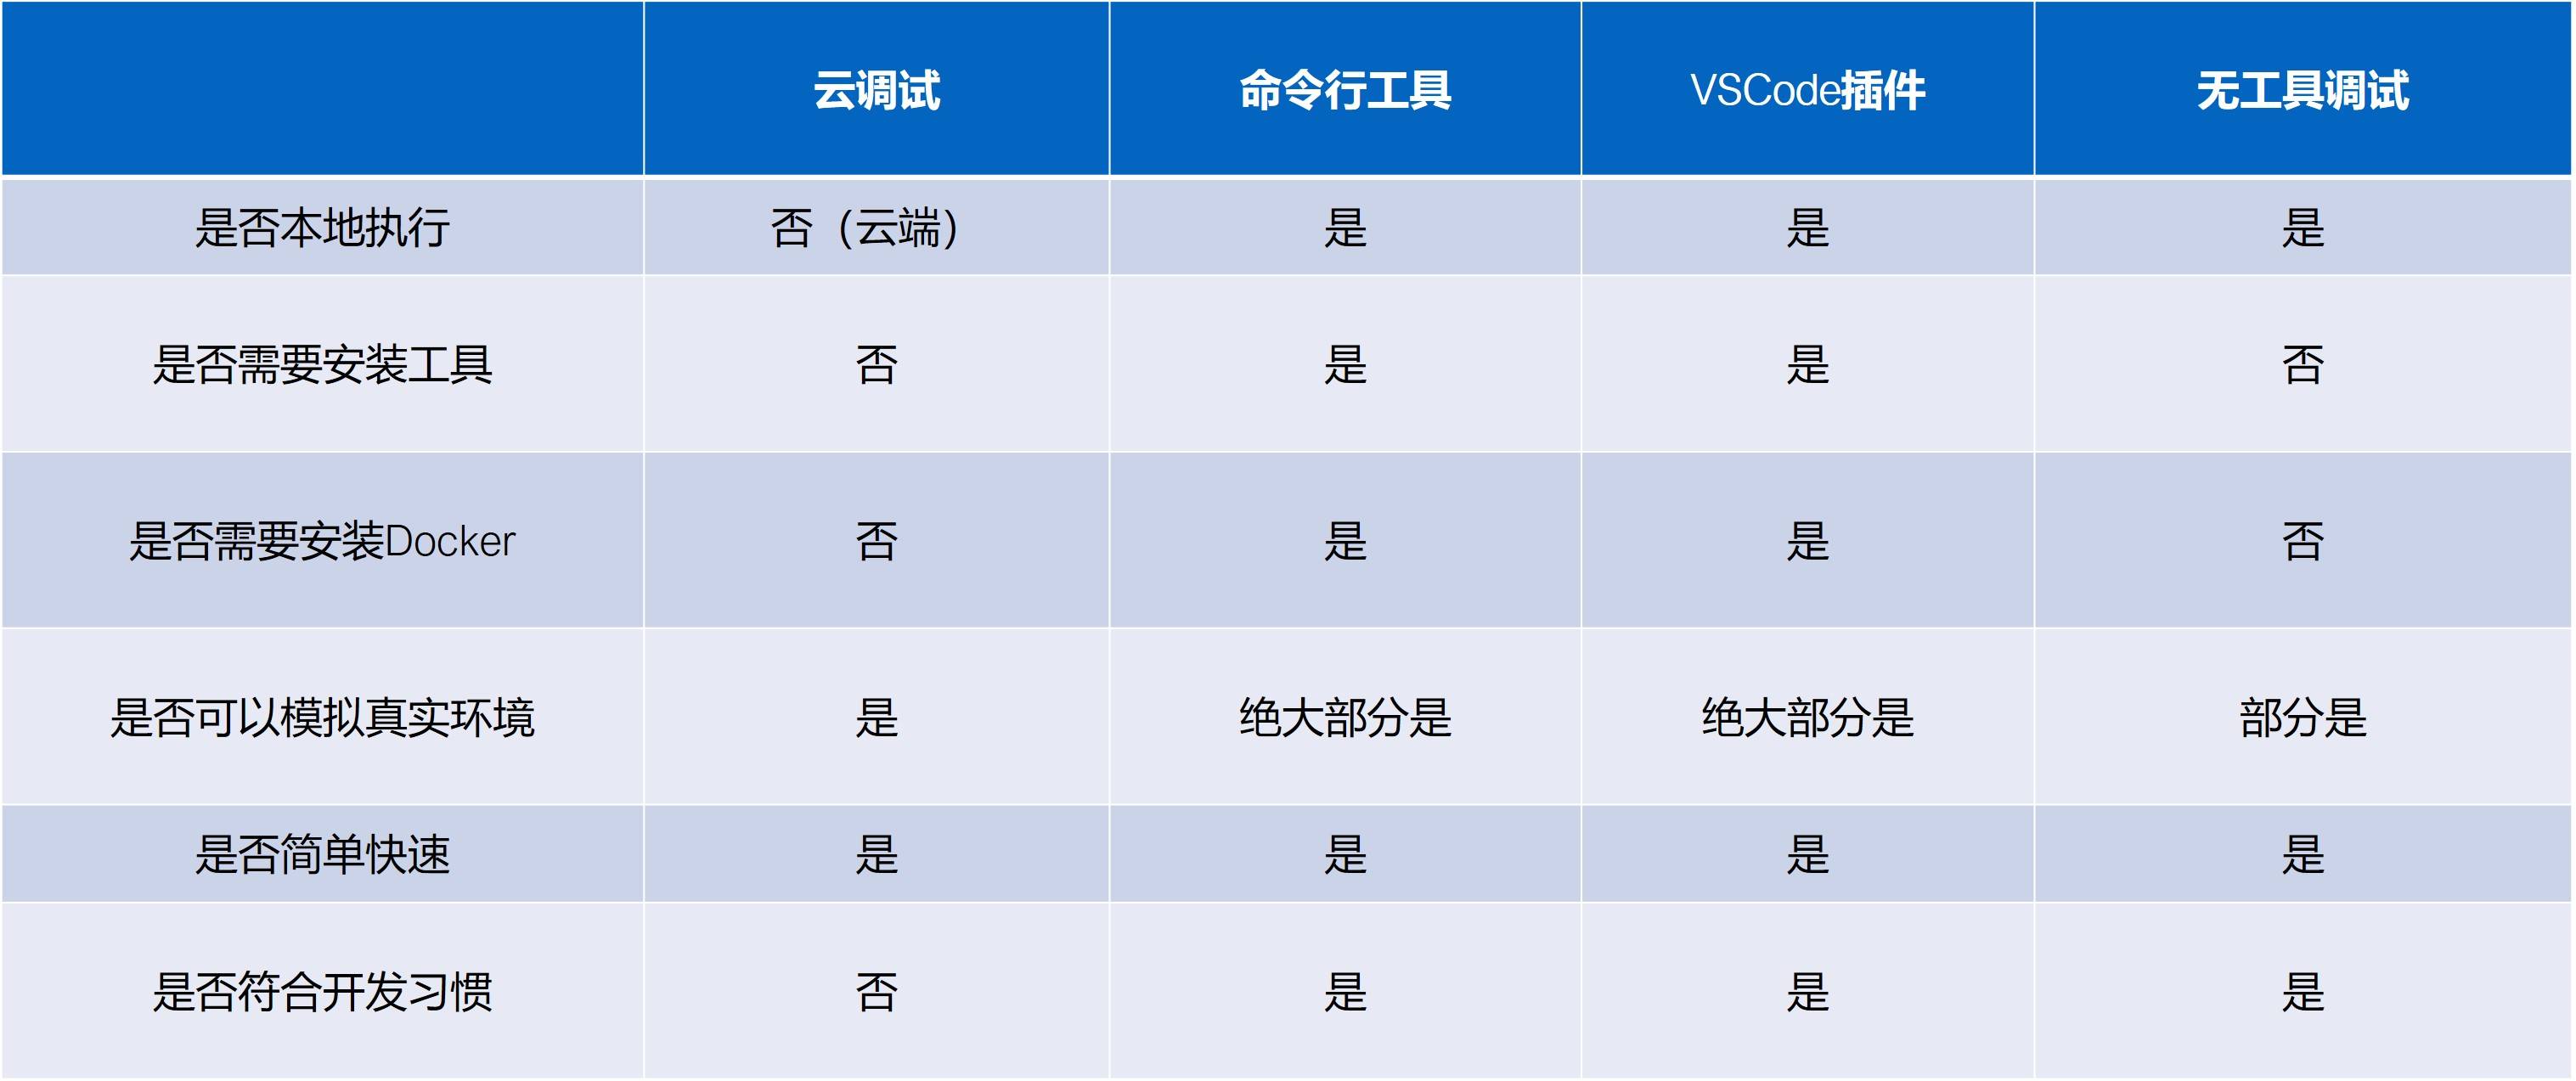 云调试 命令行工具 VSCode插件 无工具调试
是否本地执行 否（云端） 是 是 是
是否需要安装工具 否 是 是 否
是否需要安装Docker 否 是 是 否
是否可以模拟真实环境 是 绝大部分是 绝大部分是 部分是
是否简单快速 是 是 是 是
是否符合开发习惯 否 是 是 是